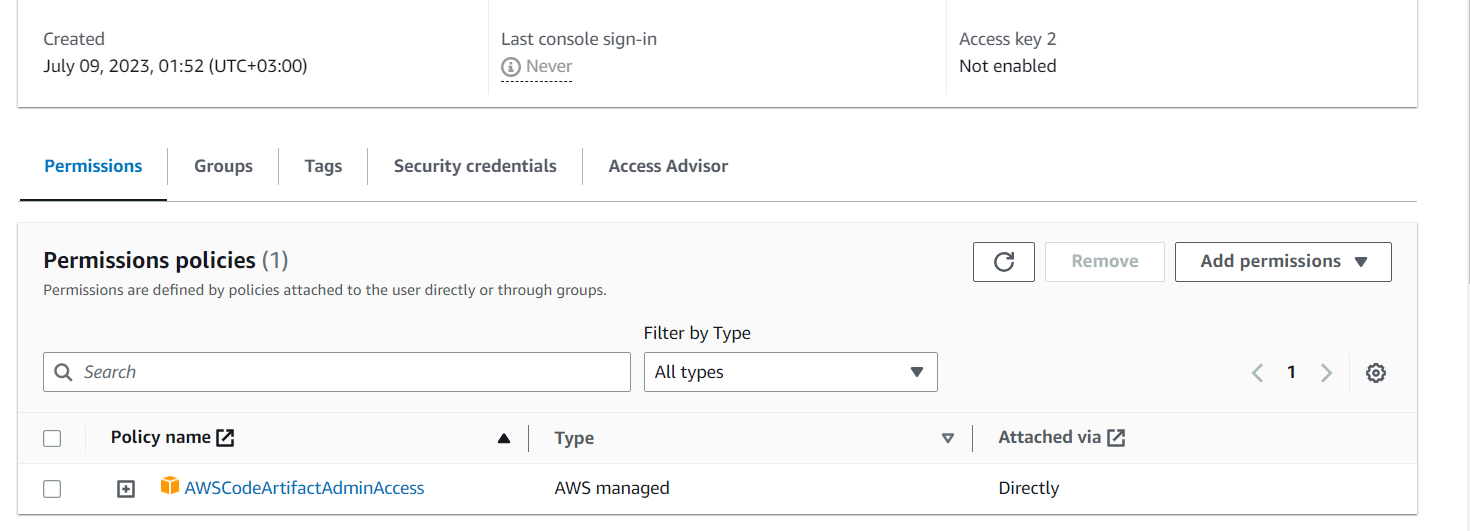 Created
Last console sign-in
Access key 2
July 09, 2023, 01:52 (UTC+03:00)
Never
Not enabled
Permissions
Groups
Tags
Security credentials
Access Advisor
Permissions policies (1)
Remove
Add permissions
Permissions are defined by policies attached to the user directly or through groups.
Filter by Type
Search
All types
1
Policy name
Type
Attached via
AWSCodeArtifactAdminAccess
AWS managed
Directly